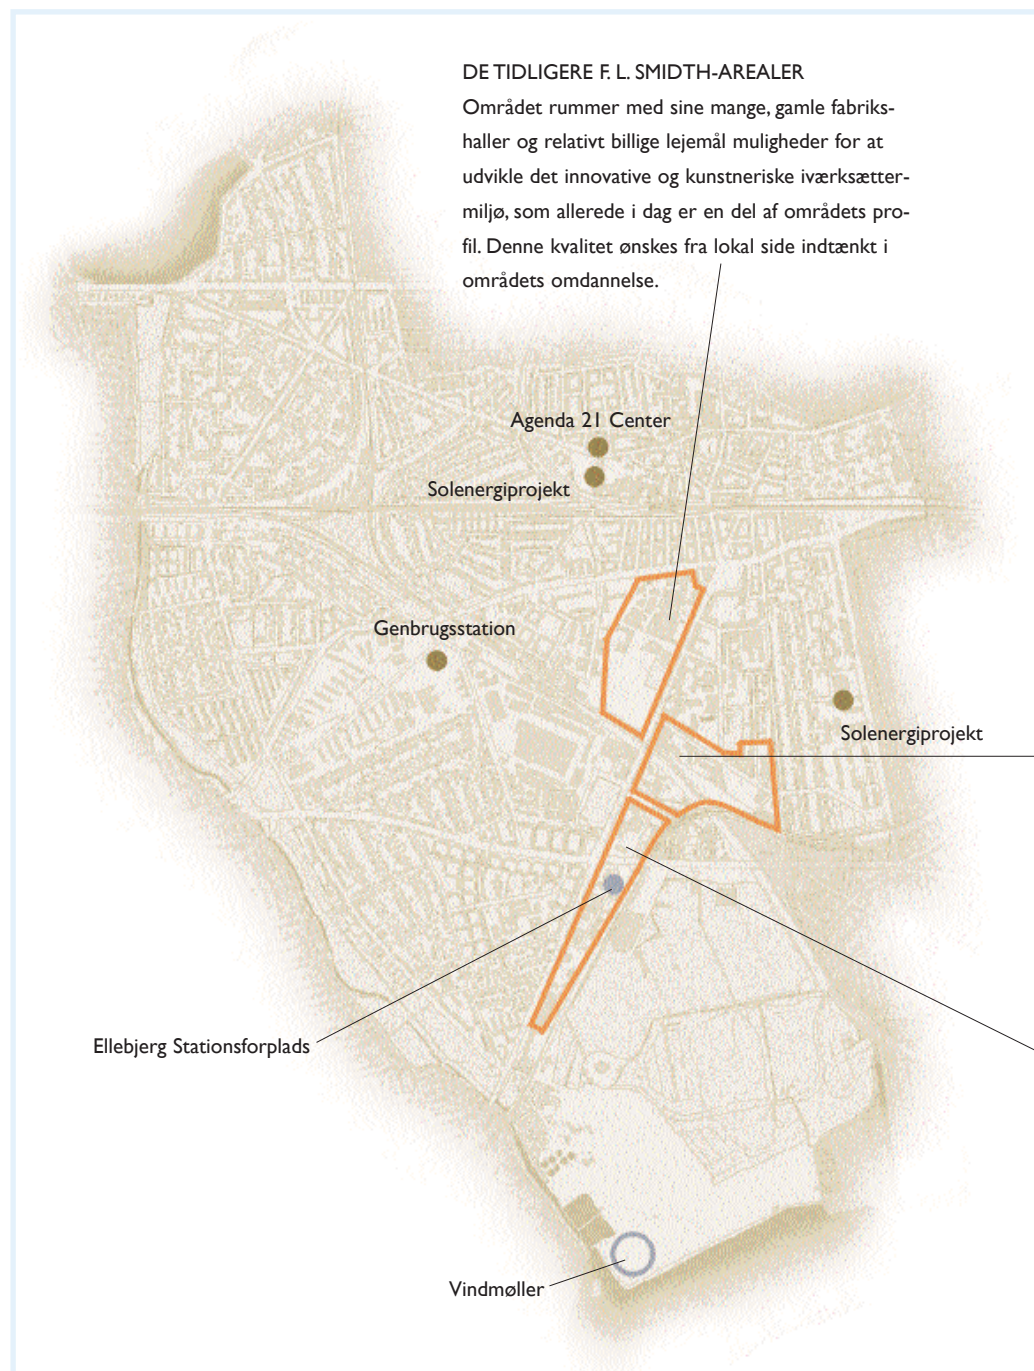 DE TIDLIGERE F. L. SMIDTH-AREALER
Området rummer med sine mange, gamle fabriks-
haller og relativt billige lejemål muligheder for at
udvikle det innovative og kunstneriske iværksætter-
miljø, som allerede i dag er en del af områdets pro-
fil. Denne kvalitet ønskes fra lokal side indtænkt i
områdets omdannelse.
Agenda 21 Center
Solenergiprojekt
Genbrugsstation
Solenergiprojekt
Ellebjerg Stationsforplads
Vindmøller